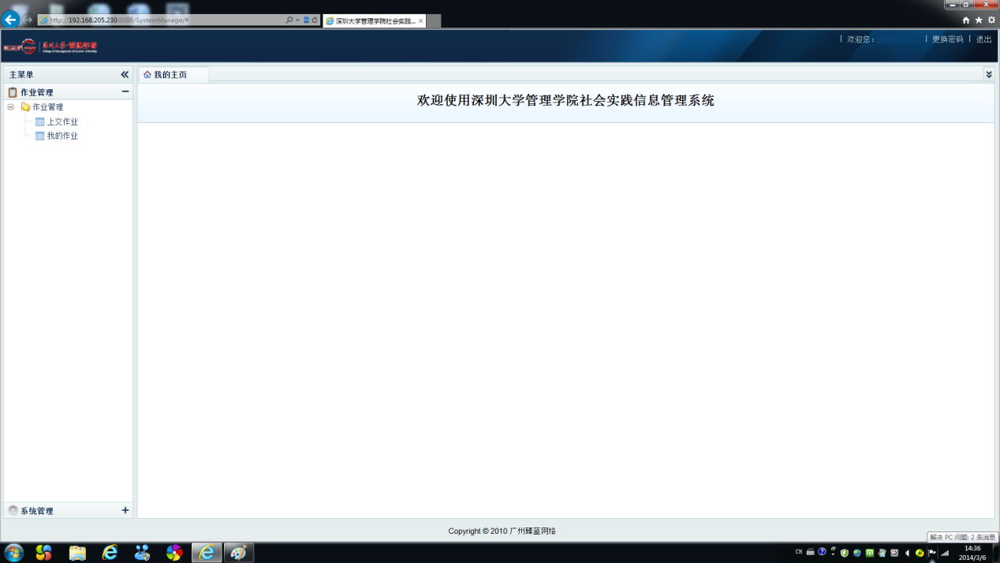 http://192.168.205.230:8088/SystemManage/#
深圳大学管理学院社会实践...
欢迎您:
更换密码
退出
主菜单
我的主页
作业管理
欢迎使用深圳大学管理学院社会实践信息管理系统
作业管理
上交作业
我的作业
系统管理
Copyright © 2010 广州臻蓝网络
解决 PC 问题: 2 条消息
CH
14:36
2014/3/6